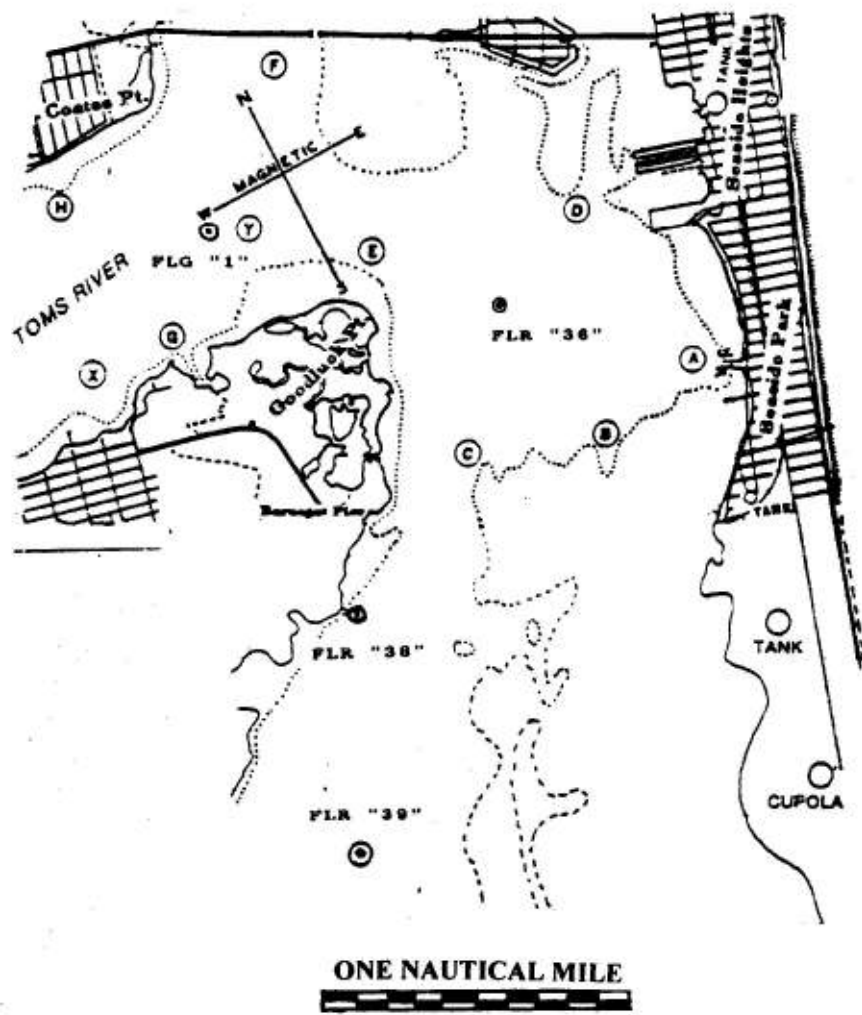 F
Coates Pt.
TANK
Seaside Heights
N
E
MAGNETIC
H
W
Y
D
S
E
FLG "1"
TOMS RIVER
FLR "36"
G
A
X
Goodluck Pt.
Seaside Park
B
C
Barnegat Pier
TANK
FLR "38"
TANK
FLR "39"
CUPOLA
ONE NAUTICAL MILE